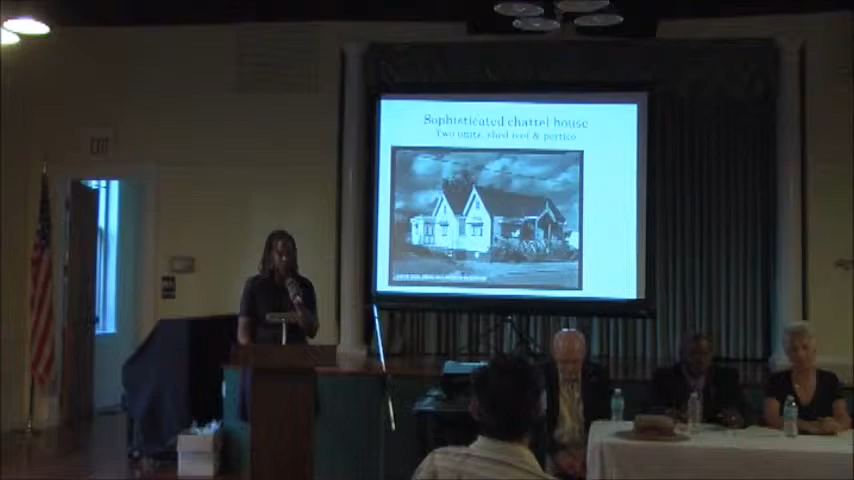 EXIT
Sophisticated chattel house
Two units, shed roof & portico